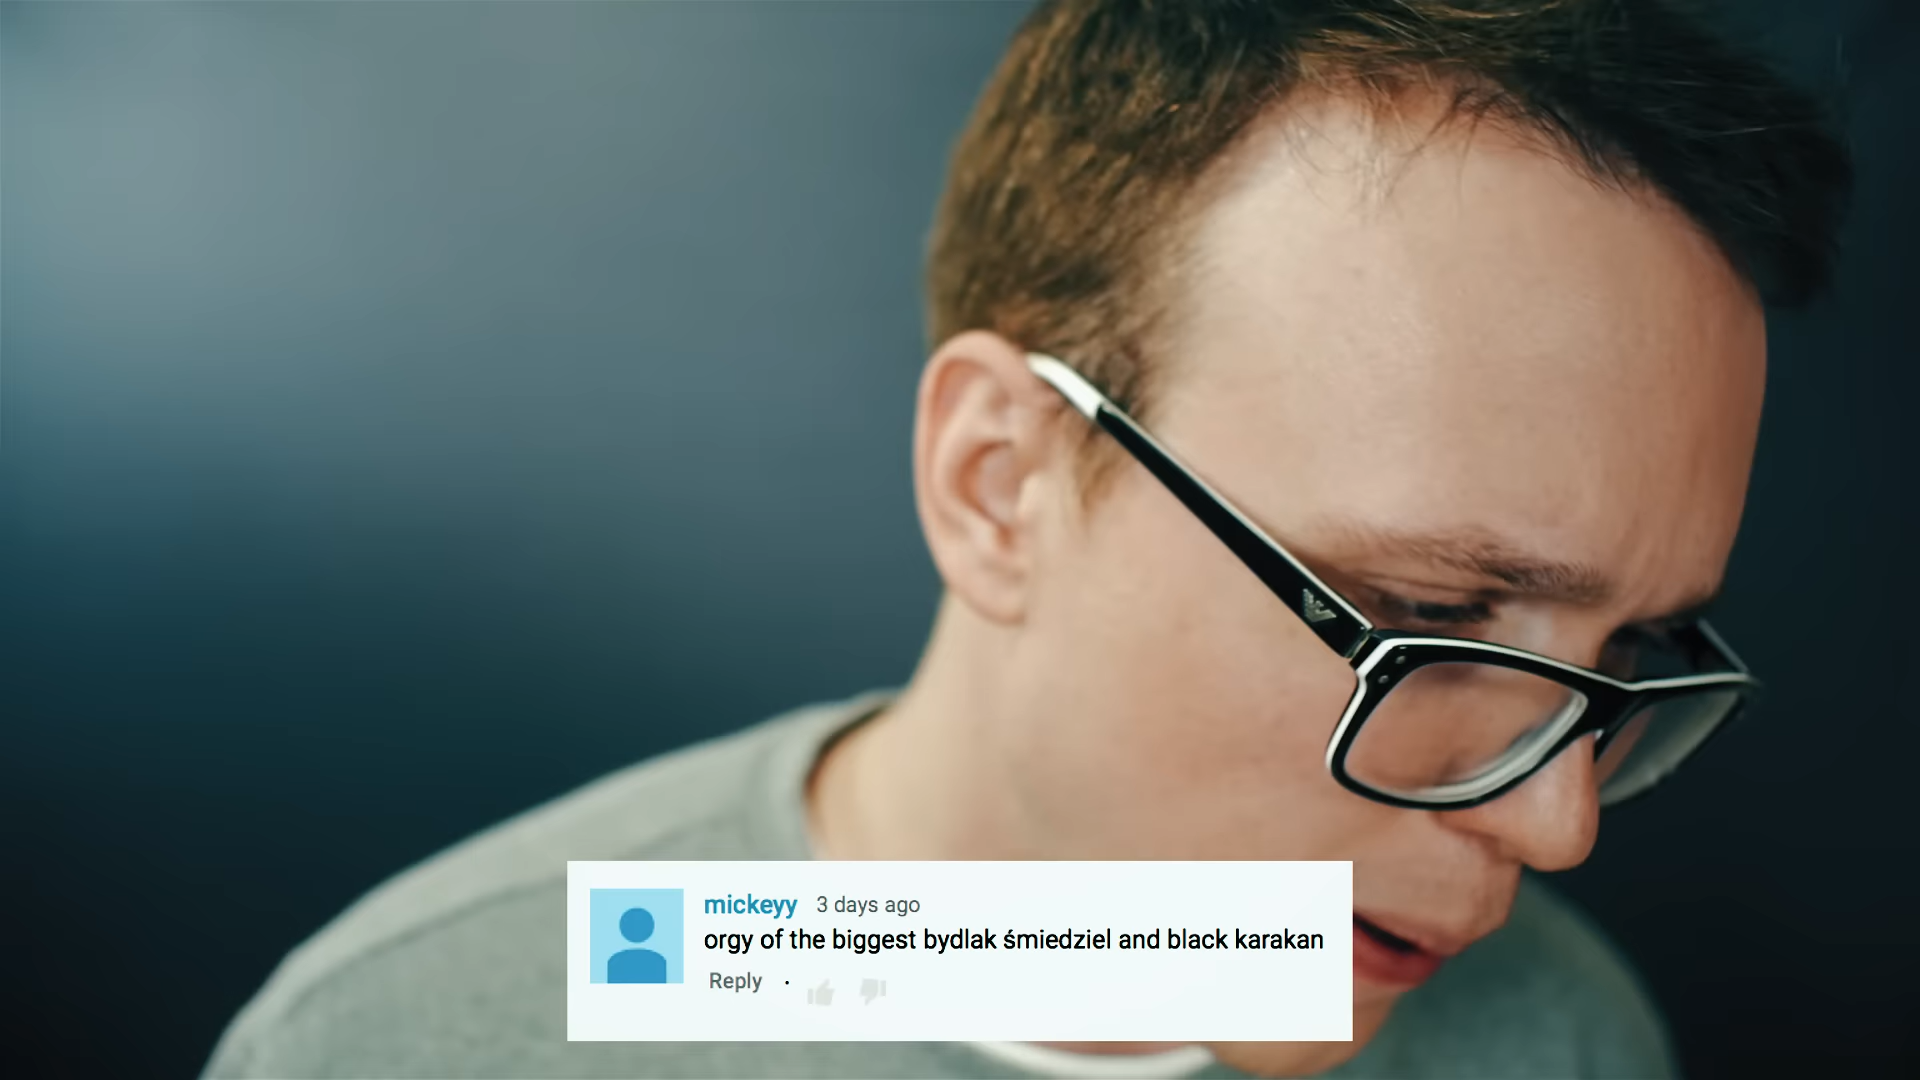 mickeyy 3 days ago
orgy of the biggest bydlak śmiedziel and black karakan
Reply ·